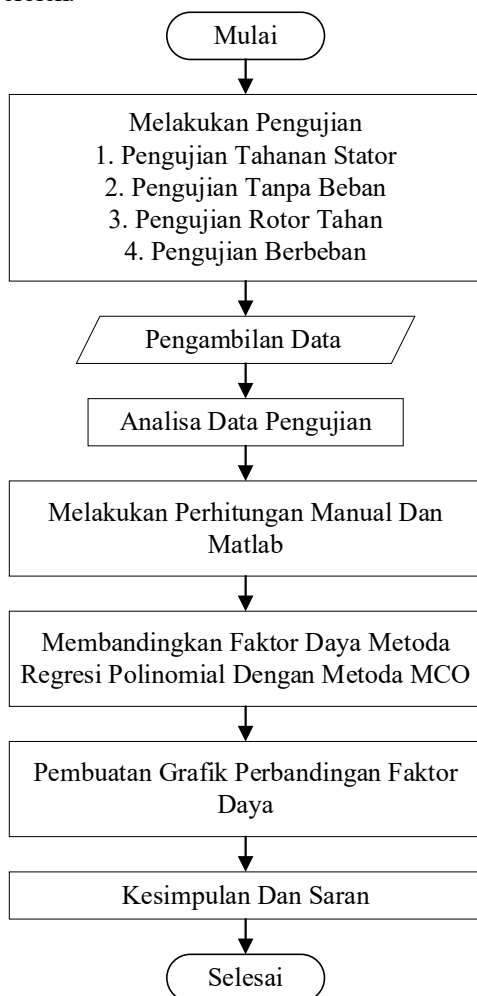 Mulai
Melakukan Pengujian
1. Pengujian Tahanan Stator
2. Pengujian Tanpa Beban
3. Pengujian Rotor Tahan
4. Pengujian Berbeban
Pengambilan Data
Analisa Data Pengujian
Melakukan Perhitungan Manual Dan
Matlab
Membandingkan Faktor Daya Metoda
Regresi Polinomial Dengan Metoda MCO
Pembuatan Grafik Perbandingan Faktor
Daya
Kesimpulan Dan Saran
Selesai